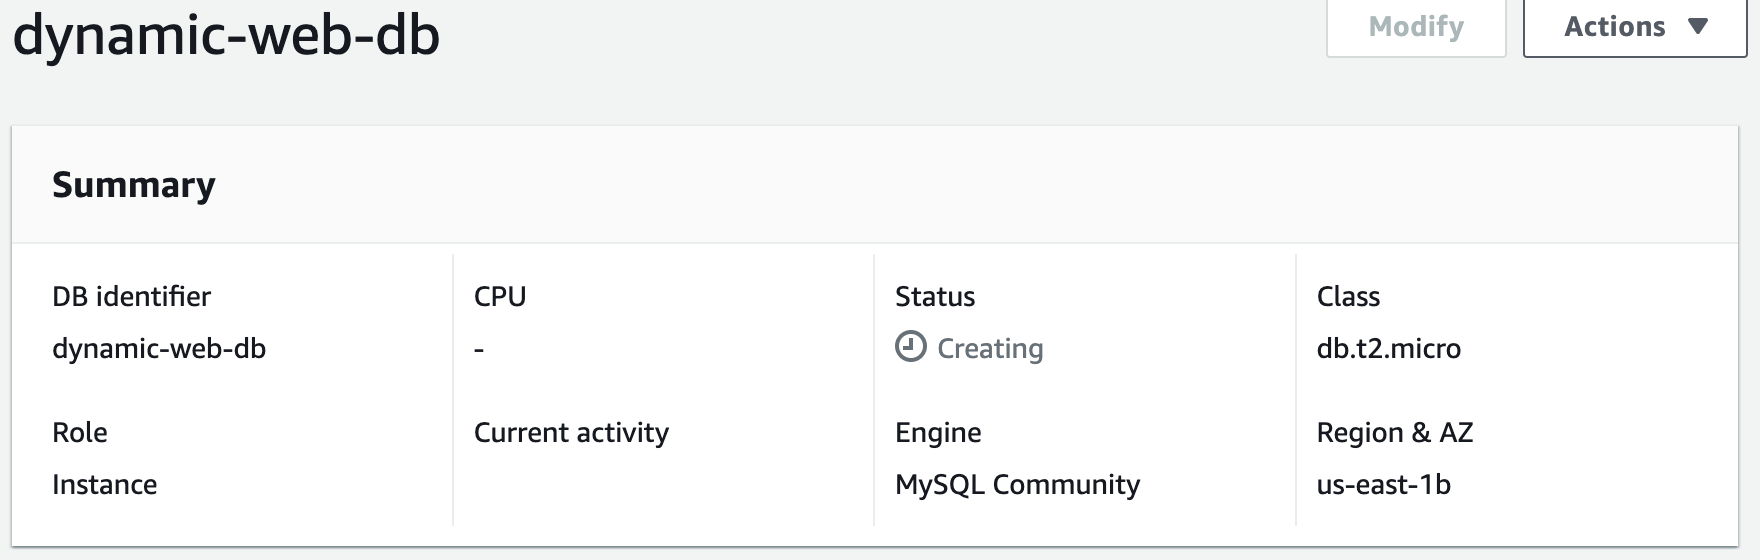 dynamic-web-db
Modify
Actions
Summary
DB identifier
dynamic-web-db
CPU
-
Status
Creating
Class
db.t2.micro
Role
Instance
Current activity
Engine
MySQL Community
Region & AZ
us-east-1b